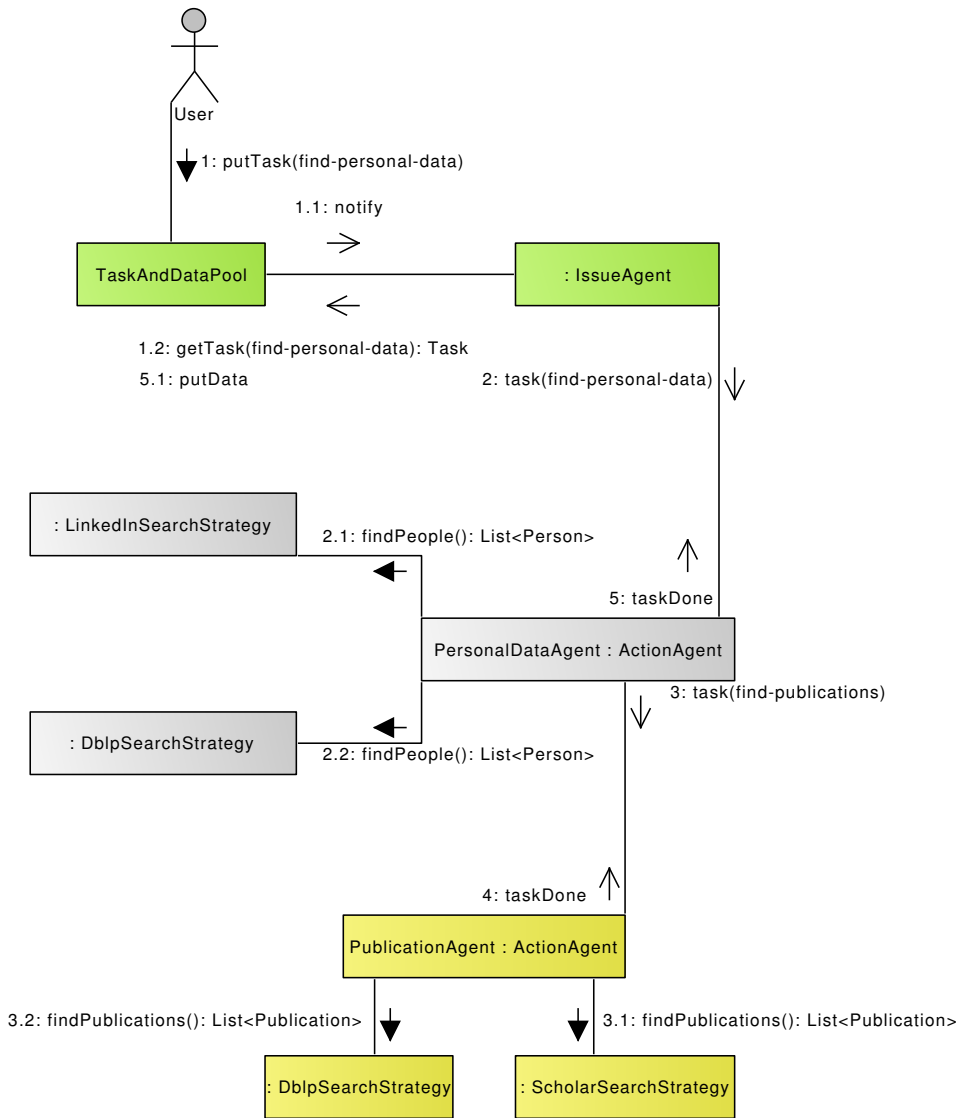 User
1: putTask(find-personal-data)
1.1: notify
TaskAndDataPool
: IssueAgent
1.2: getTask(find-personal-data): Task
5.1: putData
2: task(find-personal-data)
: LinkedInSearchStrategy
2.1: findPeople(): List<Person>
5: taskDone
PersonalDataAgent : ActionAgent
3: task(find-publications)
: DblpSearchStrategy
2.2: findPeople(): List<Person>
4: taskDone
PublicationAgent : ActionAgent
3.2: findPublications(): List<Publication>
3.1: findPublications(): List<Publication>
: DblpSearchStrategy
: ScholarSearchStrategy